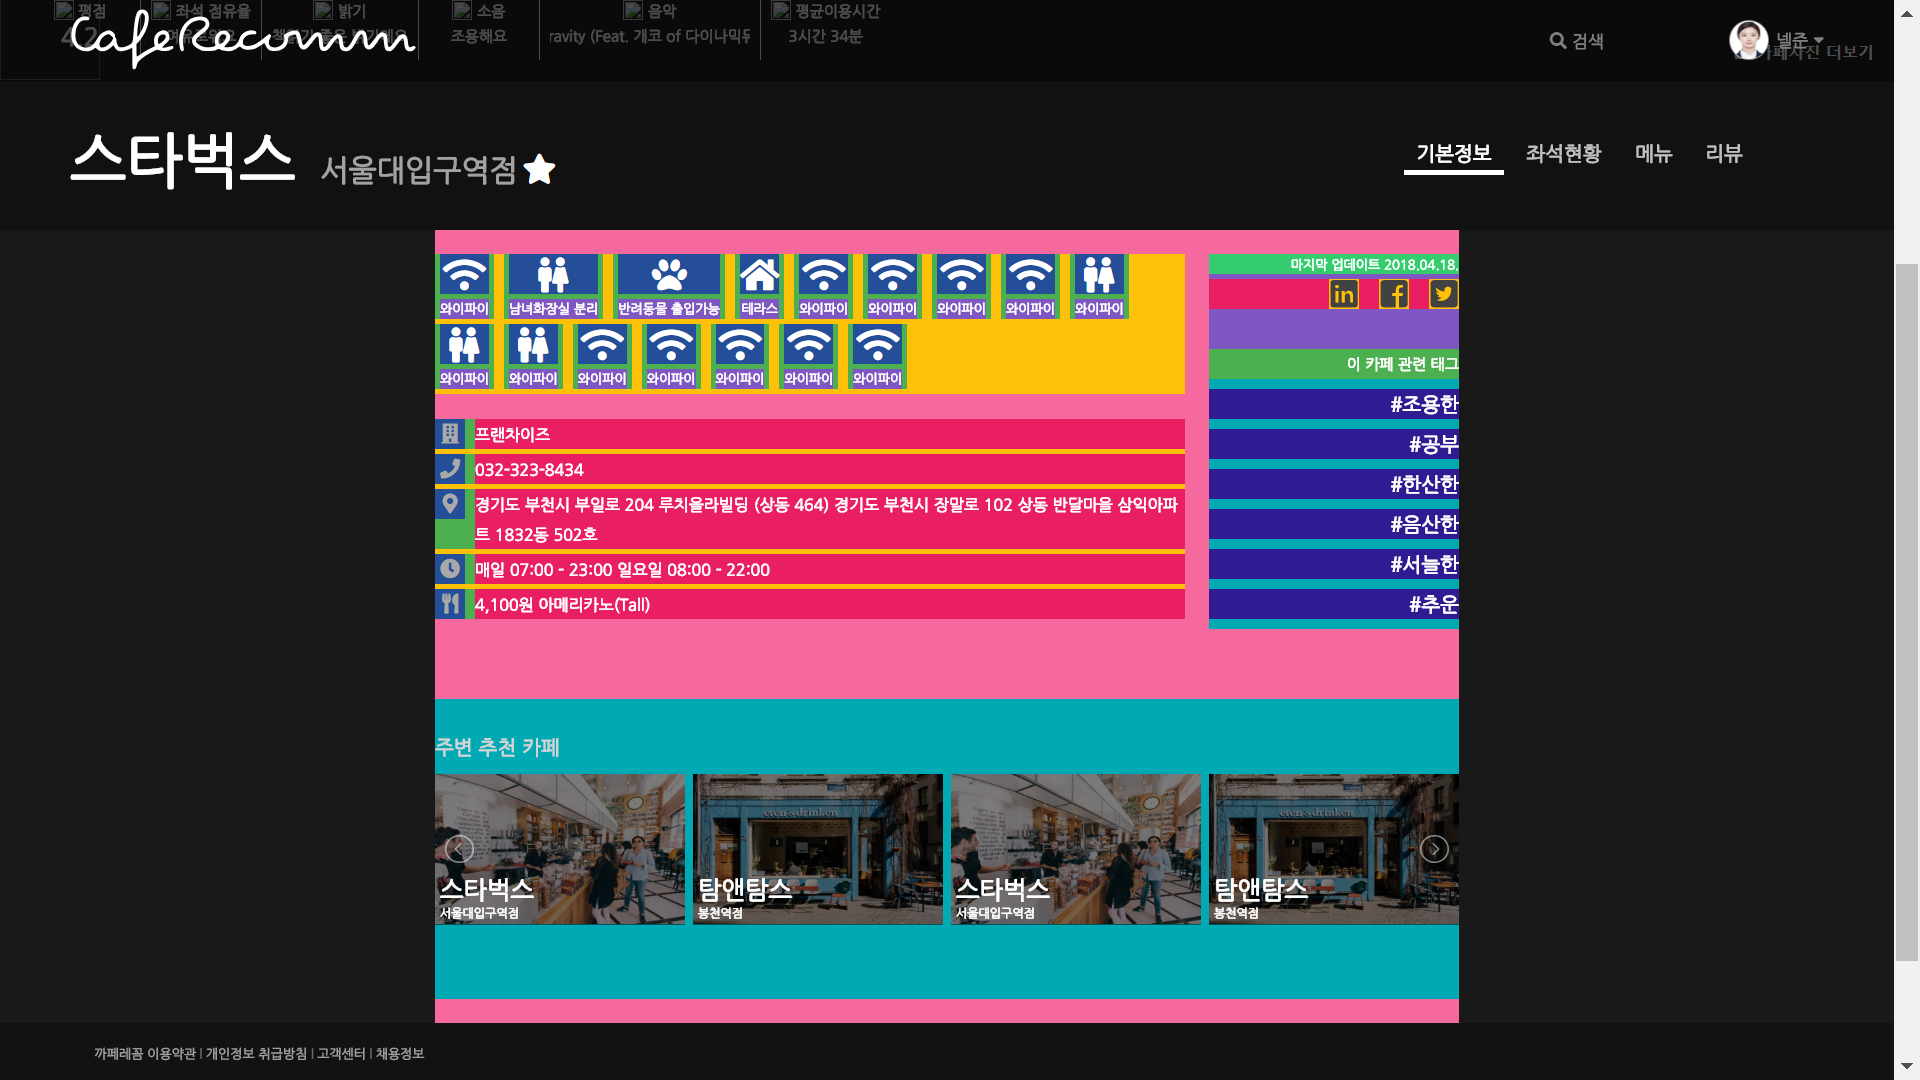 평점 좌석 점유율 밝기 소음 음악 평균이용시간
4.2 조용해요 ravity (Feat. 개코 of 다이나믹듀 3시간 34분
CafeRecomm 검색 넬준
카페사진 더보기
스타벅스 서울대입구역점
기본정보 좌석현황 메뉴 리뷰
와이파이 남녀화장실 분리 반려동물 출입가능 테라스 와이파이 와이파이 와이파이 와이파이 와이파이
와이파이 와이파이 와이파이 와이파이 와이파이 와이파이 와이파이
프랜차이즈
032-323-8434
경기도 부천시 부일로 204 루치올라빌딩 (상동 464) 경기도 부천시 장말로 102 상동 반달마을 삼익아파
트 1832동 502호
매일 07:00 - 23:00 일요일 08:00 - 22:00
4,100원 아메리카노(Tall)
마지막 업데이트 2018.04.18.
이 카페 관련 태그
#조용한
#공부
#한산한
#음산한
#서늘한
#추운
주변 추천 카페
스타벅스
서울대입구역점
탐앤탐스
봉천역점
스타벅스
서울대입구역점
탐앤탐스
봉천역점
까페레꼼 이용약관 | 개인정보 취급방침 | 고객센터 | 채용정보